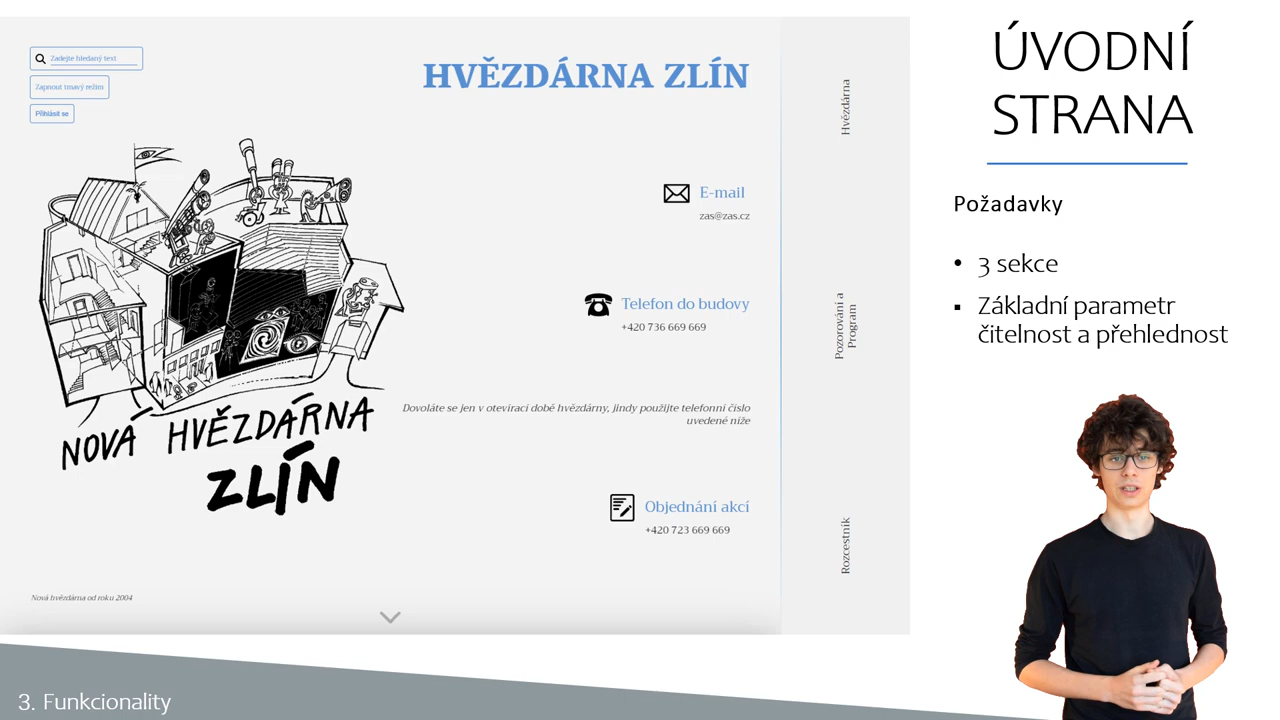 Zadejte hledaný text
Zapnout tmavý režim
Přihlásit se
HVĚZDÁRNA ZLÍN
E-mail
zas@zas.cz
Telefon do budovy
+420 736 669 669
Dovoláte se jen v otevírací době hvězdárny, jindy použijte telefonní číslo
uvedené níže
Objednání akcí
+420 723 669 669
NOVÁ HVĚZDÁRNA
ZLÍN
Nová hvězdárna od roku 2004
Hvězdárna
Pozorování a
Program
Rozcestník
ÚVODNÍ
STRANA
Požadavky
• 3 sekce
▪ Základní parametr
čitelnost a přehlednost
3. Funkcionality